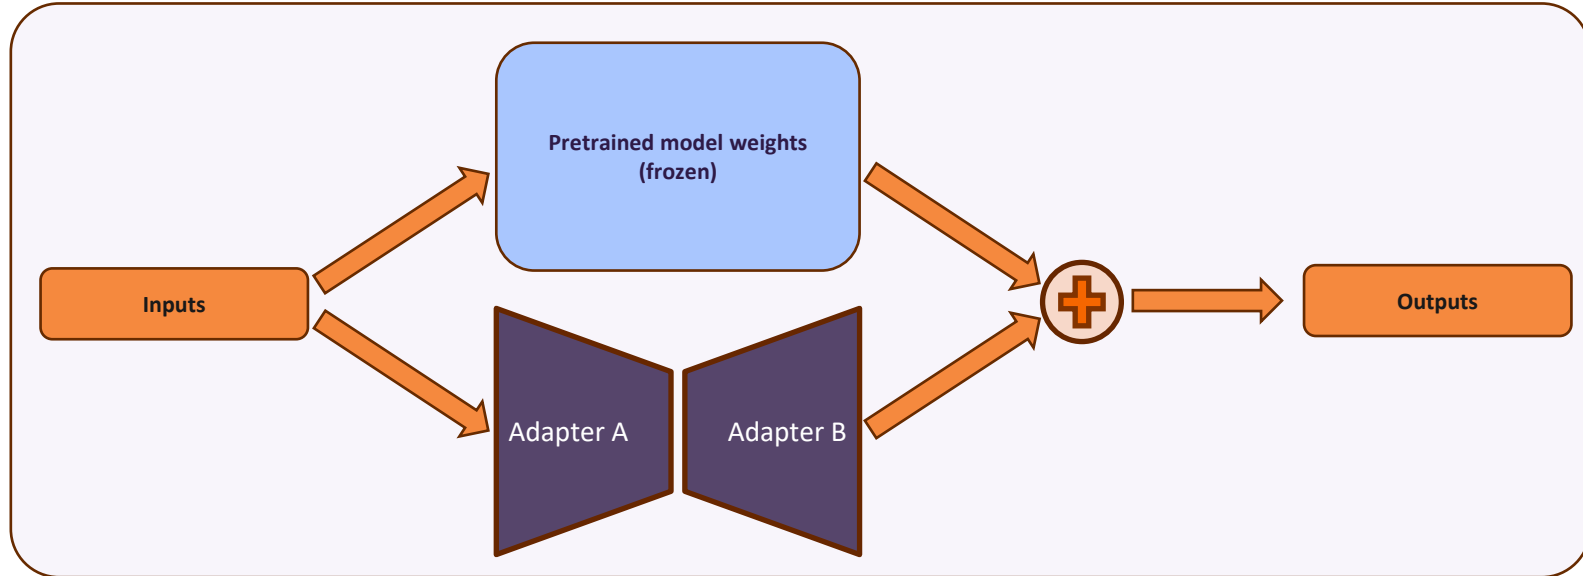 Pretrained model weights
(frozen)
Inputs
Outputs
Adapter A
Adapter B